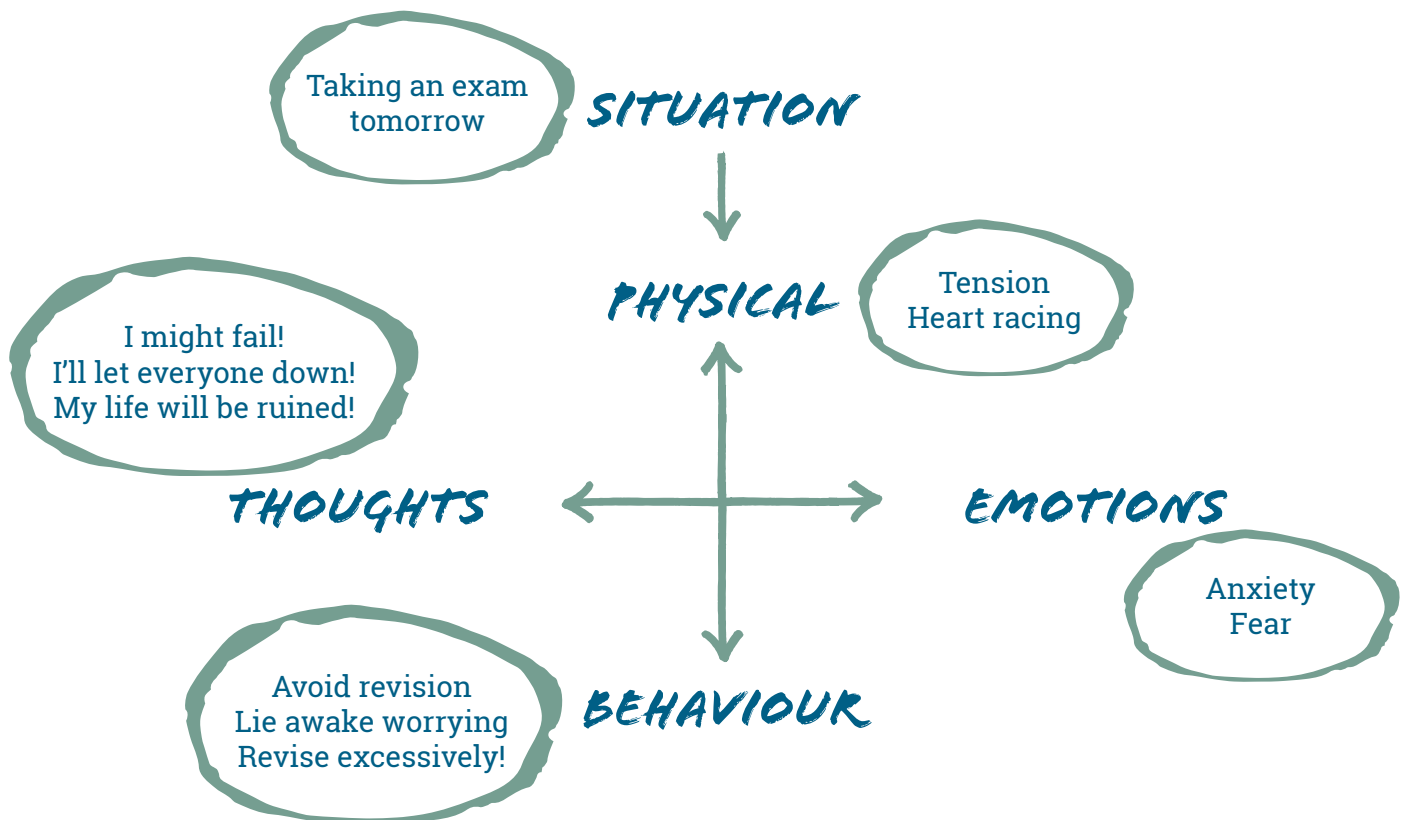 Taking an exam
tomorrow
SITUATION
PHYSICAL
Tension
Heart racing
I might fail!
I’ll let everyone down!
My life will be ruined!
THOUGHTS
EMOTIONS
Anxiety
Fear
Avoid revision
Lie awake worrying
Revise excessively!
BEHAVIOUR